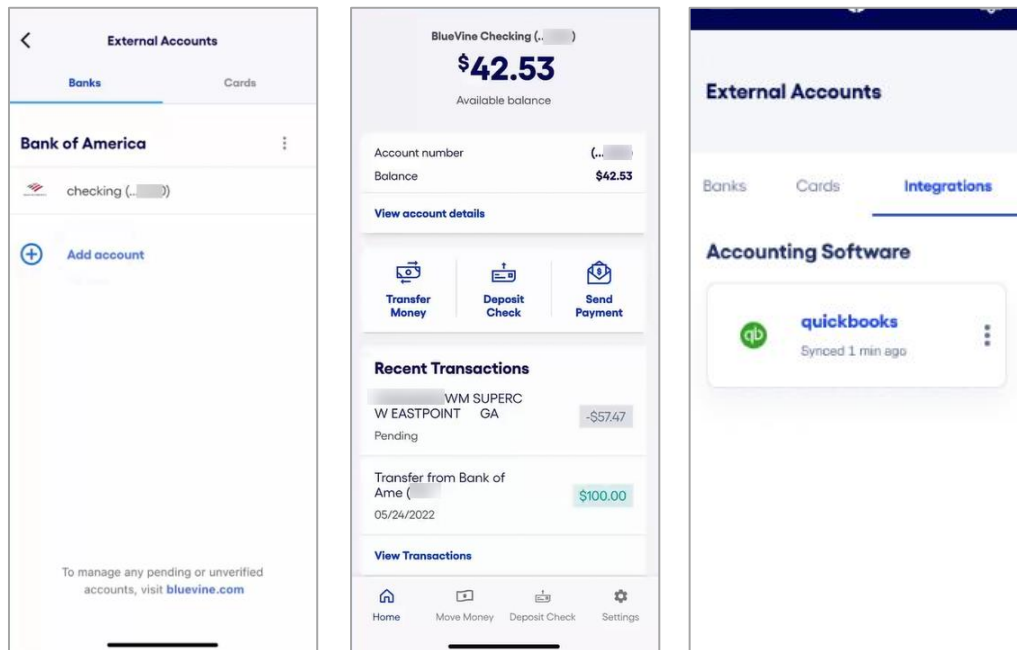 External Accounts
Banks Cards
Bank of America
checking (.. ))
Add account
To manage any pending or unverified
accounts, visit bluevine.com
BlueVine Checking (.. )
$42.53
Available balance
Account number (...
Balance $42.53
View account details
Transfer Money
Deposit Check
Send Payment
Recent Transactions
WM SUPERC
W EASTPOINT GA
-$57.47
Pending
Transfer from Bank of
Ame (
$100.00
05/24/2022
View Transactions
Home Move Money Deposit Check Settings
External Accounts
Banks Cards Integrations
Accounting Software
qb
quickbooks
Synced 1 min ago